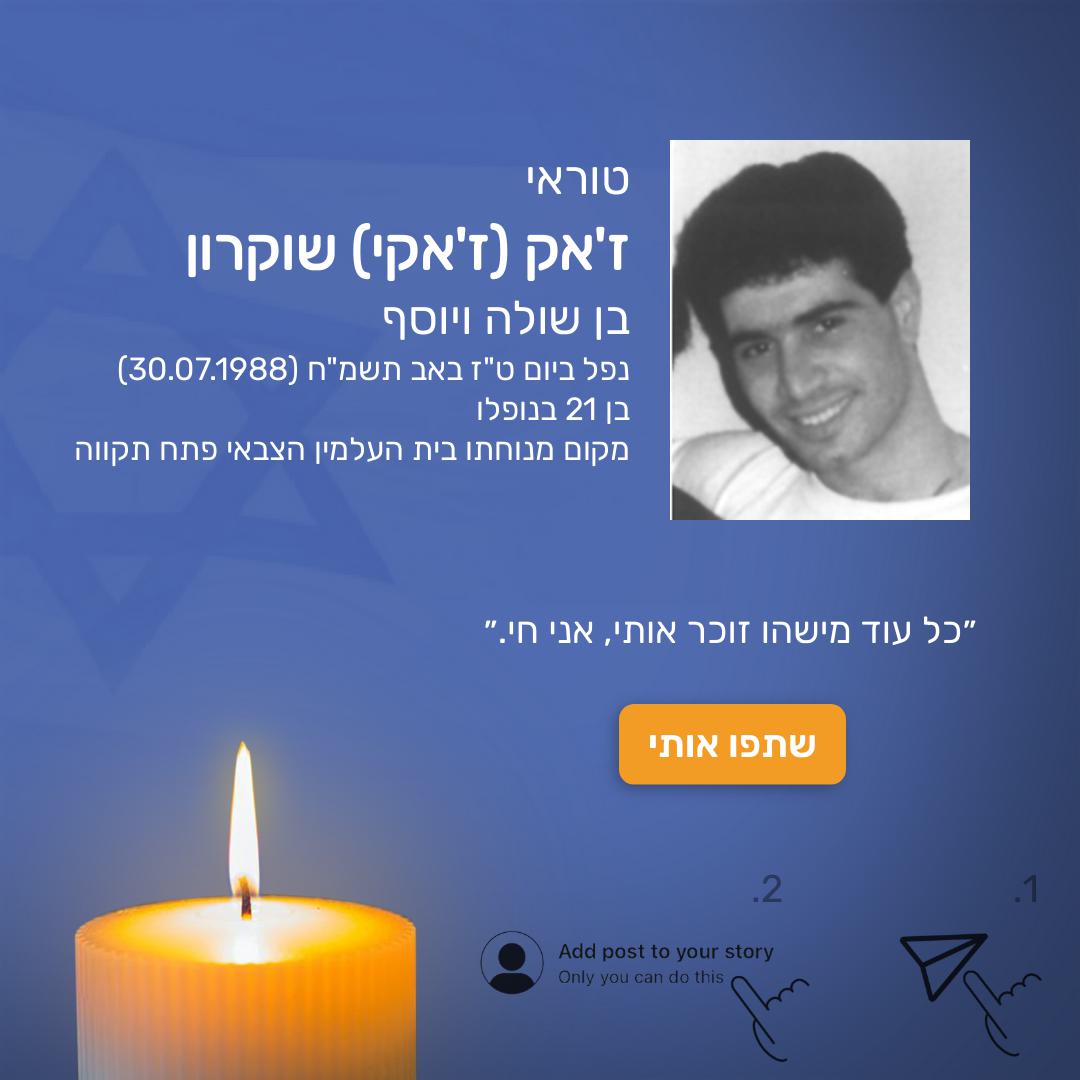 טוראי
ז'אק (ז'אקי) שוקרון
בן שולה ויוסף
נפל ביום ט"ז באב תשמ"ח (30.07.1988)
בן 21 בנופלו
מקום מנוחתו בית העלמין הצבאי פתח תקווה
״כל עוד מישהו זוכר אותי, אני חי.״
שתפו אותי
1.
2.
Add post to your story
Only you can do this